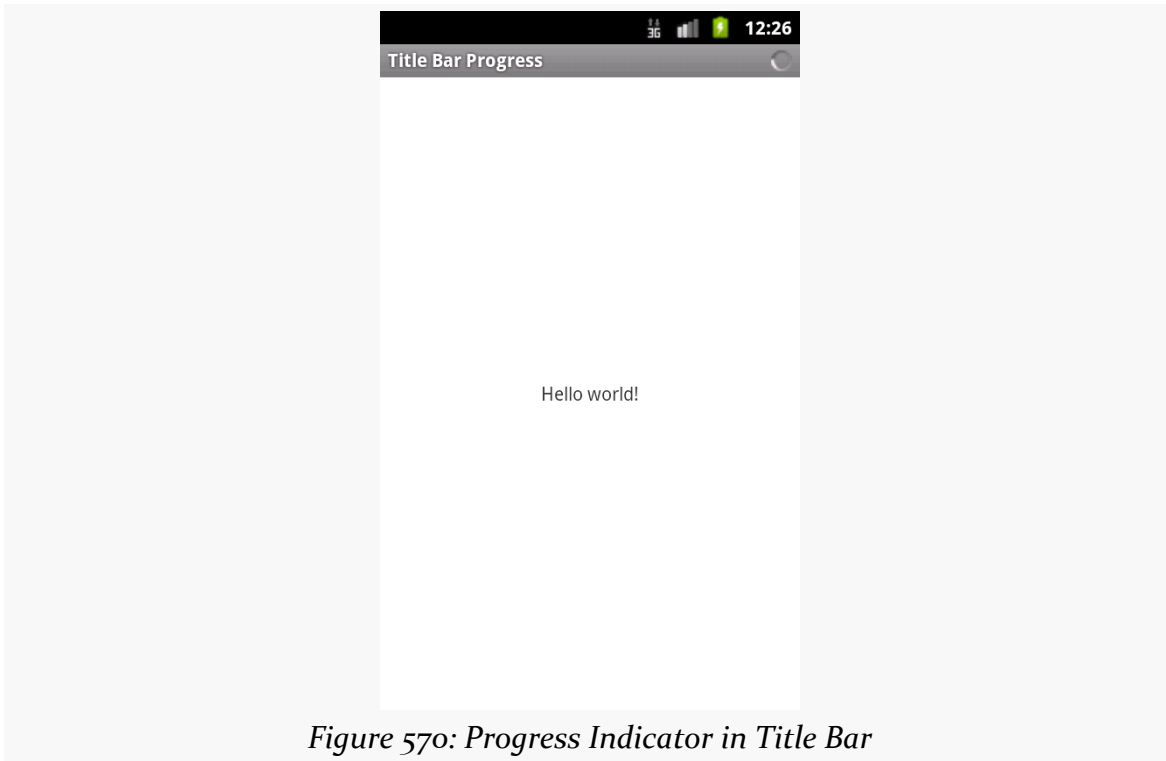 3G
12:26
Title Bar Progress
Hello world!
Figure 570: Progress Indicator in Title Bar